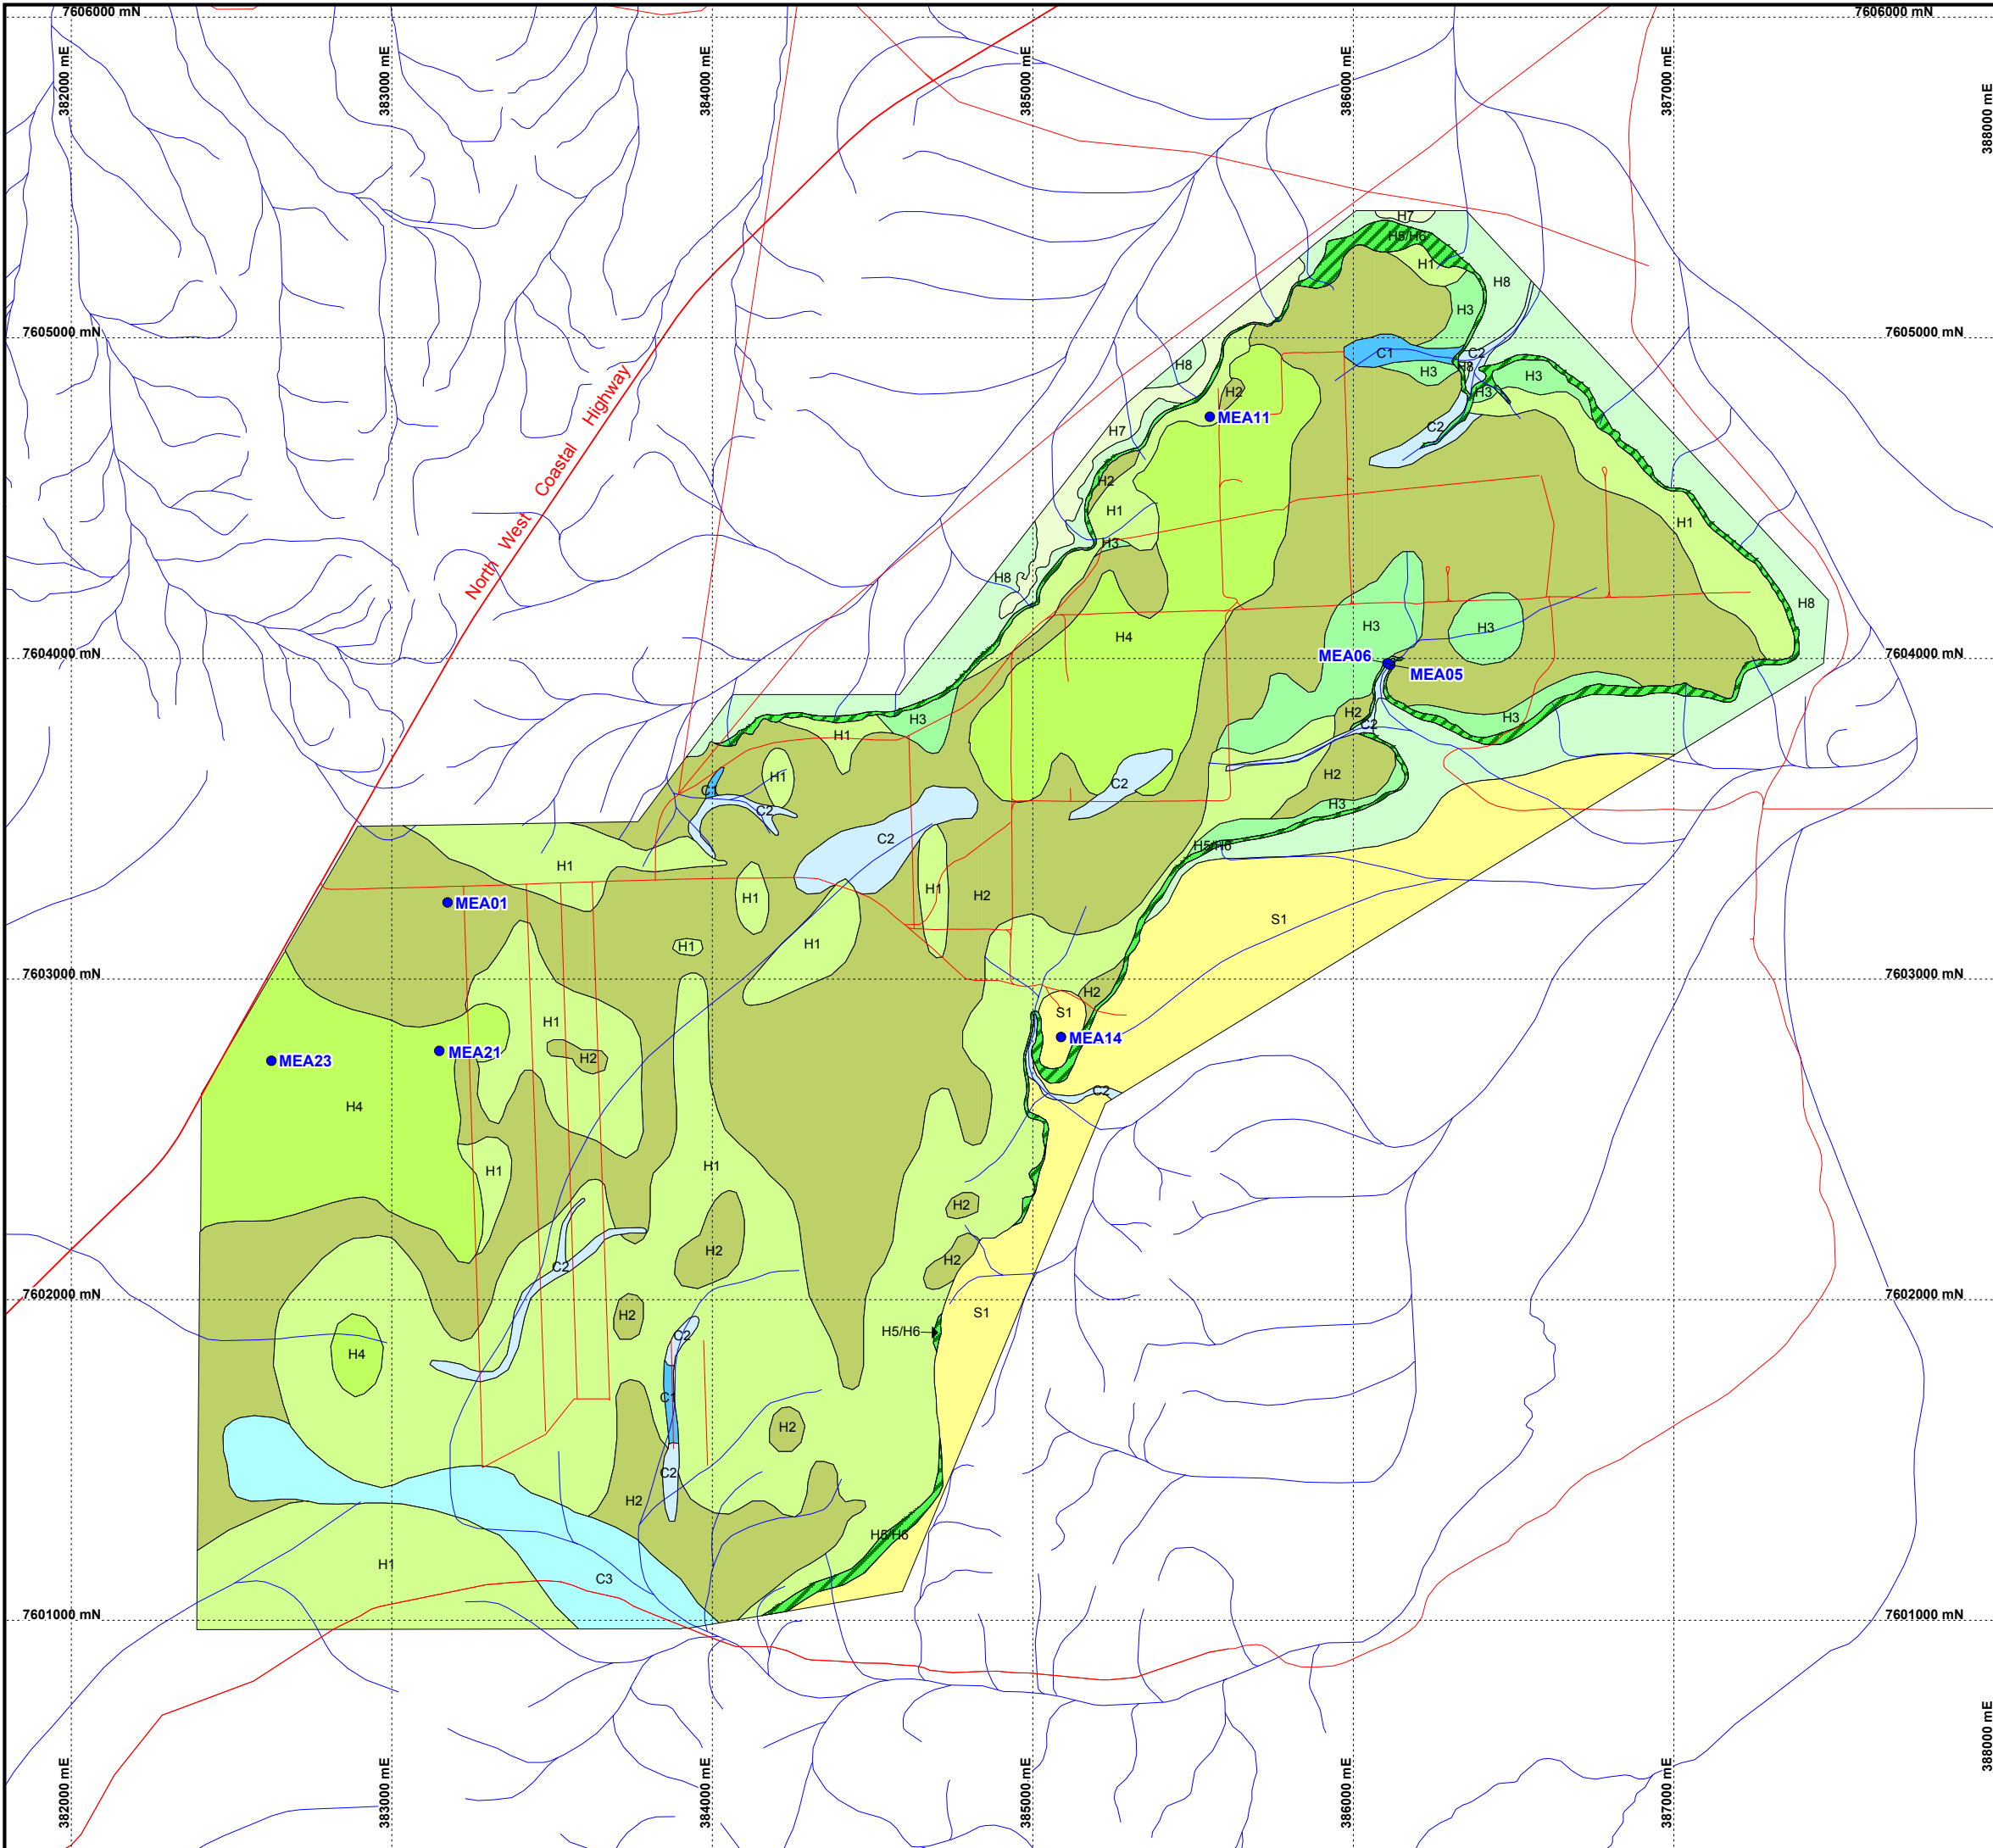 7606000 mN
7606000 mN
382000 mE
383000 mE
384000 mE
385000 mE
386000 mE
387000 mE
388000 mE
H7
H5/H6
H1
H8
H3
7605000 mN
7605000 mN
C1
C2
H8
H8
H3
H3
H3
H2
MEA11
C2
H7
North West Coastal Highway
H2
H1
H1
H3
H8
H8
H4
H3
H3
7604000 mN
MEA06
7604000 mN
MEA05
H2
H3
C2
H3
H1
H1
C2
H2
C1
H3
C2
C2
H5/H6
H1
H1
H2
H1
MEA01
S1
H1
H1
7603000 mN
7603000 mN
H2
S1
H1
MEA14
MEA21
H2
MEA23
C2
H4
H1
H1
H2
H2
H2
C2
7602000 mN
7602000 mN
S1
H2
H5/H6
C2
H4
C1
H2
C2
H2
H5/H6
H1
C3
7601000 mN
7601000 mN
382000 mE
383000 mE
384000 mE
385000 mE
386000 mE
387000 mE
388000 mE